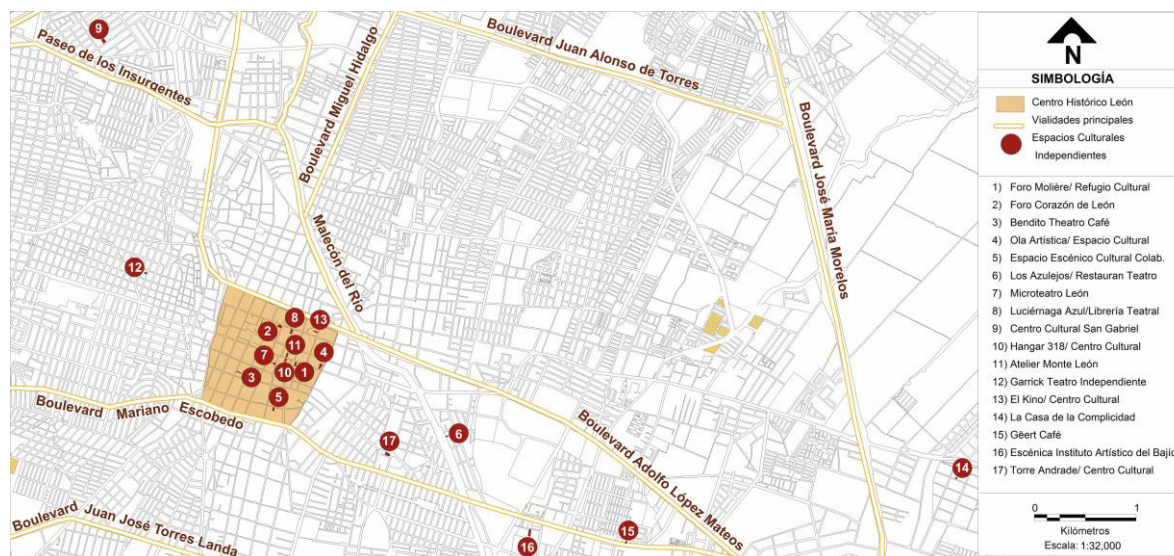 9
Paseo de los Insurgentes
Boulevard Miguel Hidalgo
Boulevard Juan Alonso de Torres
Boulevard José María Morelos
Malecón del Río
12
8
13
2
11
7
4
10
1
3
5
Boulevard Mariano Escobedo
17
6
Boulevard Adolfo López Mateos
14
15
16
Boulevard Juan José Torres Landa
N
SIMBOLOGÍA
Centro Histórico León
Vialidades principales
Espacios Culturales
Independientes
1) Foro Molière/ Refugio Cultural
2) Foro Corazón de León
3) Bendito Theatro Café
4) Ola Artística/ Espacio Cultural
5) Espacio Escénico Cultural Colab.
6) Los Azulejos/ Restauran Teatro
7) Microteatro León
8) Luciérnaga Azul/Librería Teatral
9) Centro Cultural San Gabriel
10) Hangar 318/ Centro Cultural
11) Atelier Monte León
12) Garrick Teatro Independiente
13) El Kino/ Centro Cultural
14) La Casa de la Complicidad
15) Gëert Café
16) Escénica Instituto Artístico del Bajío
17) Torre Andrade/ Centro Cultural
0 1
Kilómetros
Escala: 1:32,000